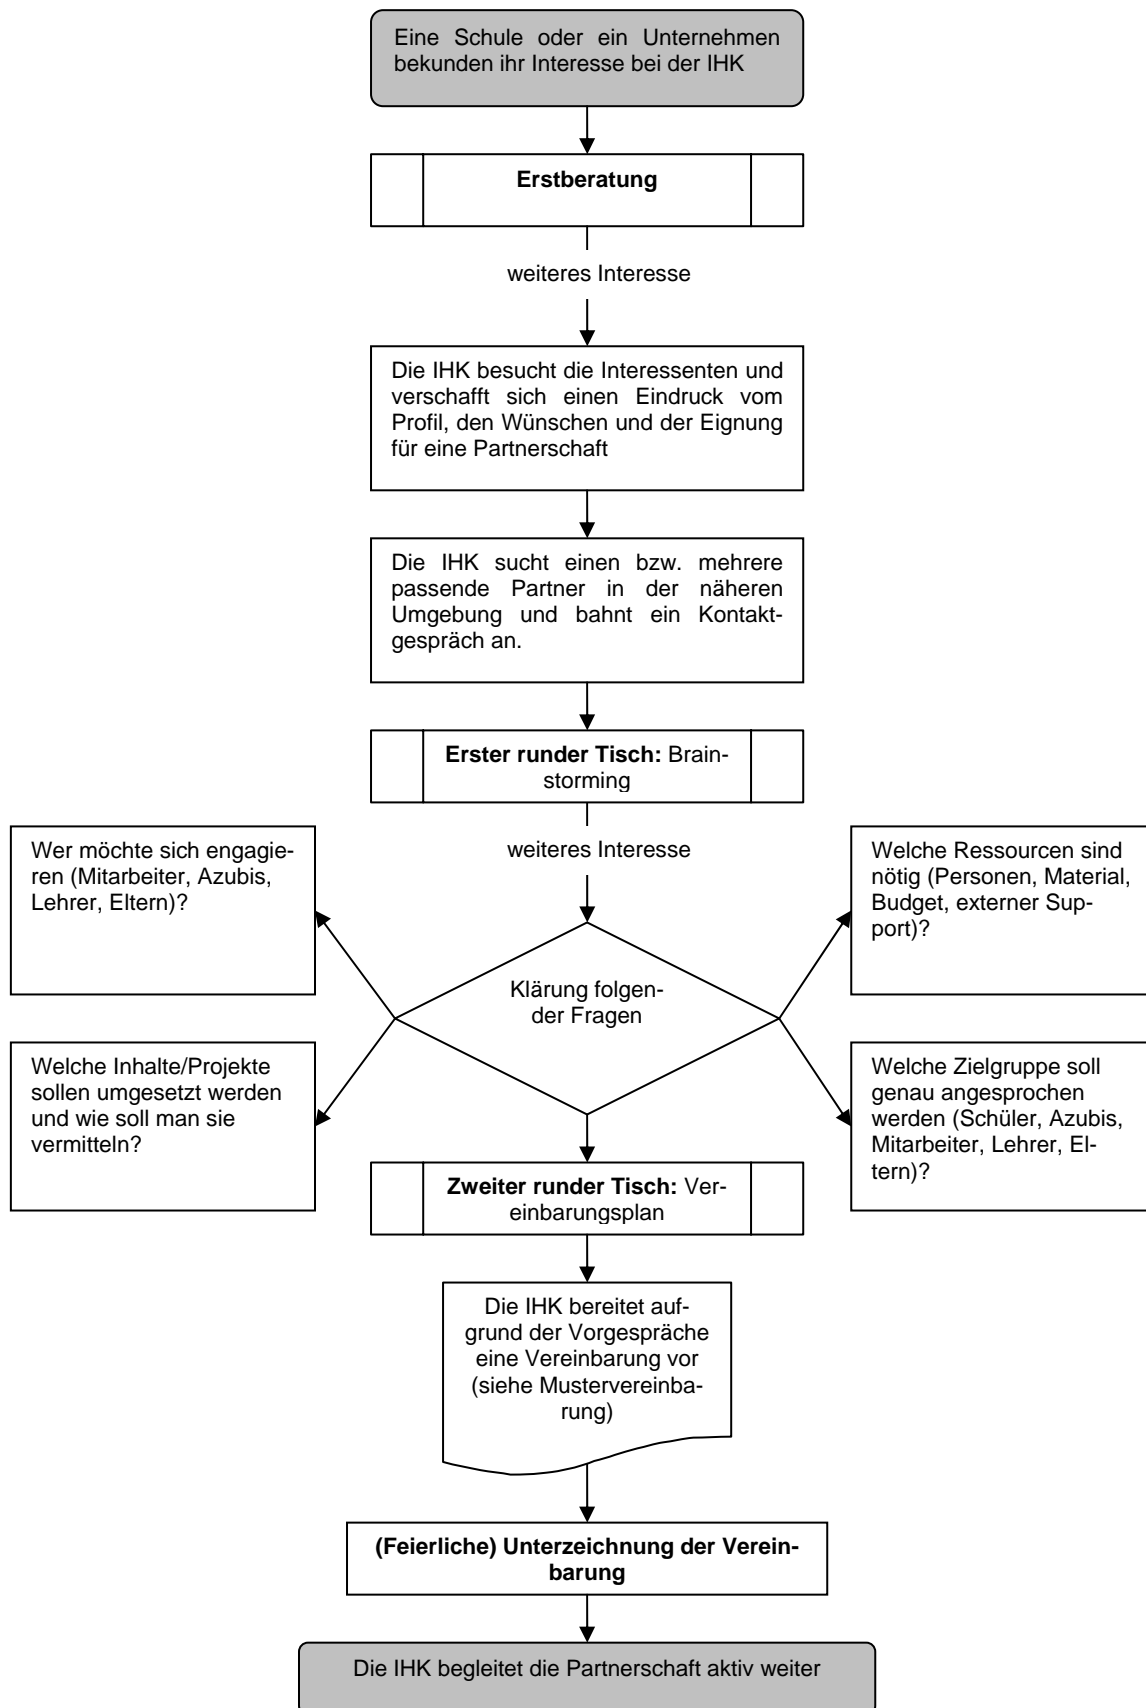 Eine Schule oder ein Unternehmen
bekunden ihr Interesse bei der IHK
Erstberatung
weiteres Interesse
Die IHK besucht die Interessenten und
verschafft sich einen Eindruck vom
Profil, den Wünschen und der Eignung
für eine Partnerschaft
Die IHK sucht einen bzw. mehrere
passende Partner in der näheren
Umgebung und bahnt ein Kontakt-
gespräch an.
Erster runder Tisch: Brain-
storming
weiteres Interesse
Wer möchte sich engagie-
ren (Mitarbeiter, Azubis,
Lehrer, Eltern)?
Welche Ressourcen sind
nötig (Personen, Material,
Budget, externer Sup-
port)?
Klärung folgen-
der Fragen
Welche Inhalte/Projekte
sollen umgesetzt werden
und wie soll man sie
vermitteln?
Welche Zielgruppe soll
genau angesprochen
werden (Schüler, Azubis,
Mitarbeiter, Lehrer, El-
tern)?
Zweiter runder Tisch: Ver-
einbarungsplan
Die IHK bereitet auf-
grund der Vorgespräche
eine Vereinbarung vor
(siehe Mustervereinba-
rung)
(Feierliche) Unterzeichnung der Verein-
barung
Die IHK begleitet die Partnerschaft aktiv weiter